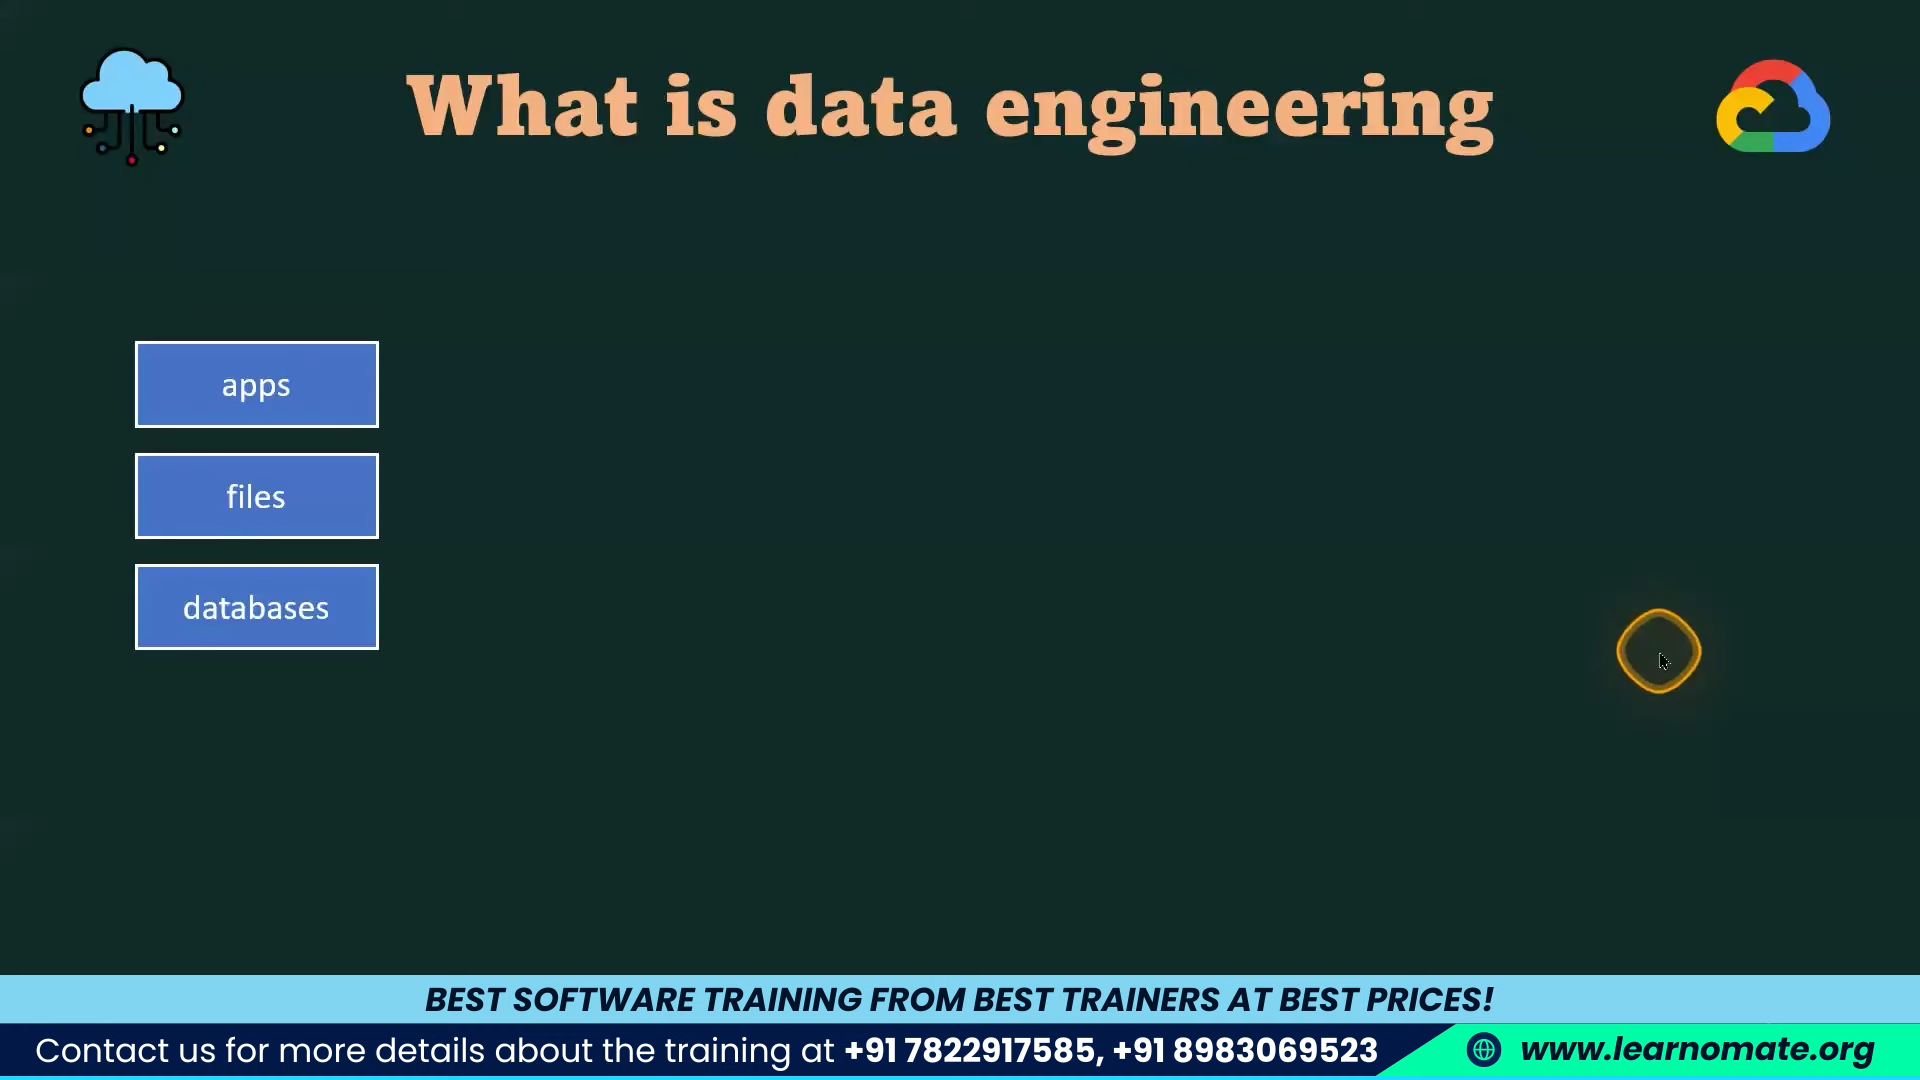 What is data engineering
apps
files
databases
BEST SOFTWARE TRAINING FROM BEST TRAINERS AT BEST PRICES!
Contact us for more details about the training at +91 7822917585, +91 8983069523
www.learnomate.org